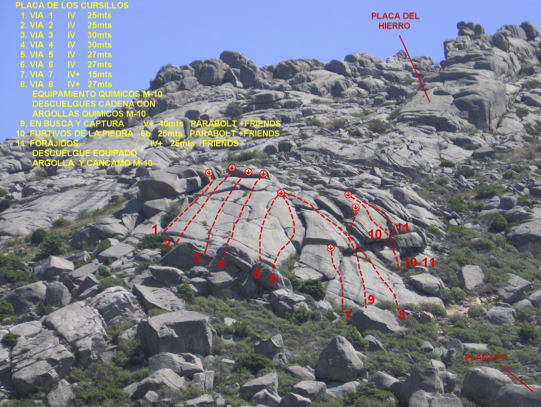 PLACA DE LOS CURSILLOS
1. VIA 1 IV 25mts
2. VIA 2 IV 25mts
3. VIA 3 IV 30mts
4. VIA 4 IV 30mts
5. VIA 5 IV 27mts
6. VIA 6 IV 27mts
7. VIA 7 IV+ 15mts
8. VIA 8 IV+ 27mts
EQUIPAMIENTO QUIMICOS M-10
DESCUELGUES CADENA CON
ARGOLLAS QUIMICOS M-10
9. EN BUSCA Y CAPTURA V+ 40mts PARABOLT +FRIENDS
10. FURTIVOS DE LA PIEDRA 6b 25mts PARABOLT +FRIENDS
11. FORAJIDOS IV+ 25mts FRIENDS
DESCUELGUE EQUIPADO
ARGOLLA Y CANCAMO M-10
PLACA DEL
HIERRO
1
2
3
4
5
6
7
8
9
10
11
10-11